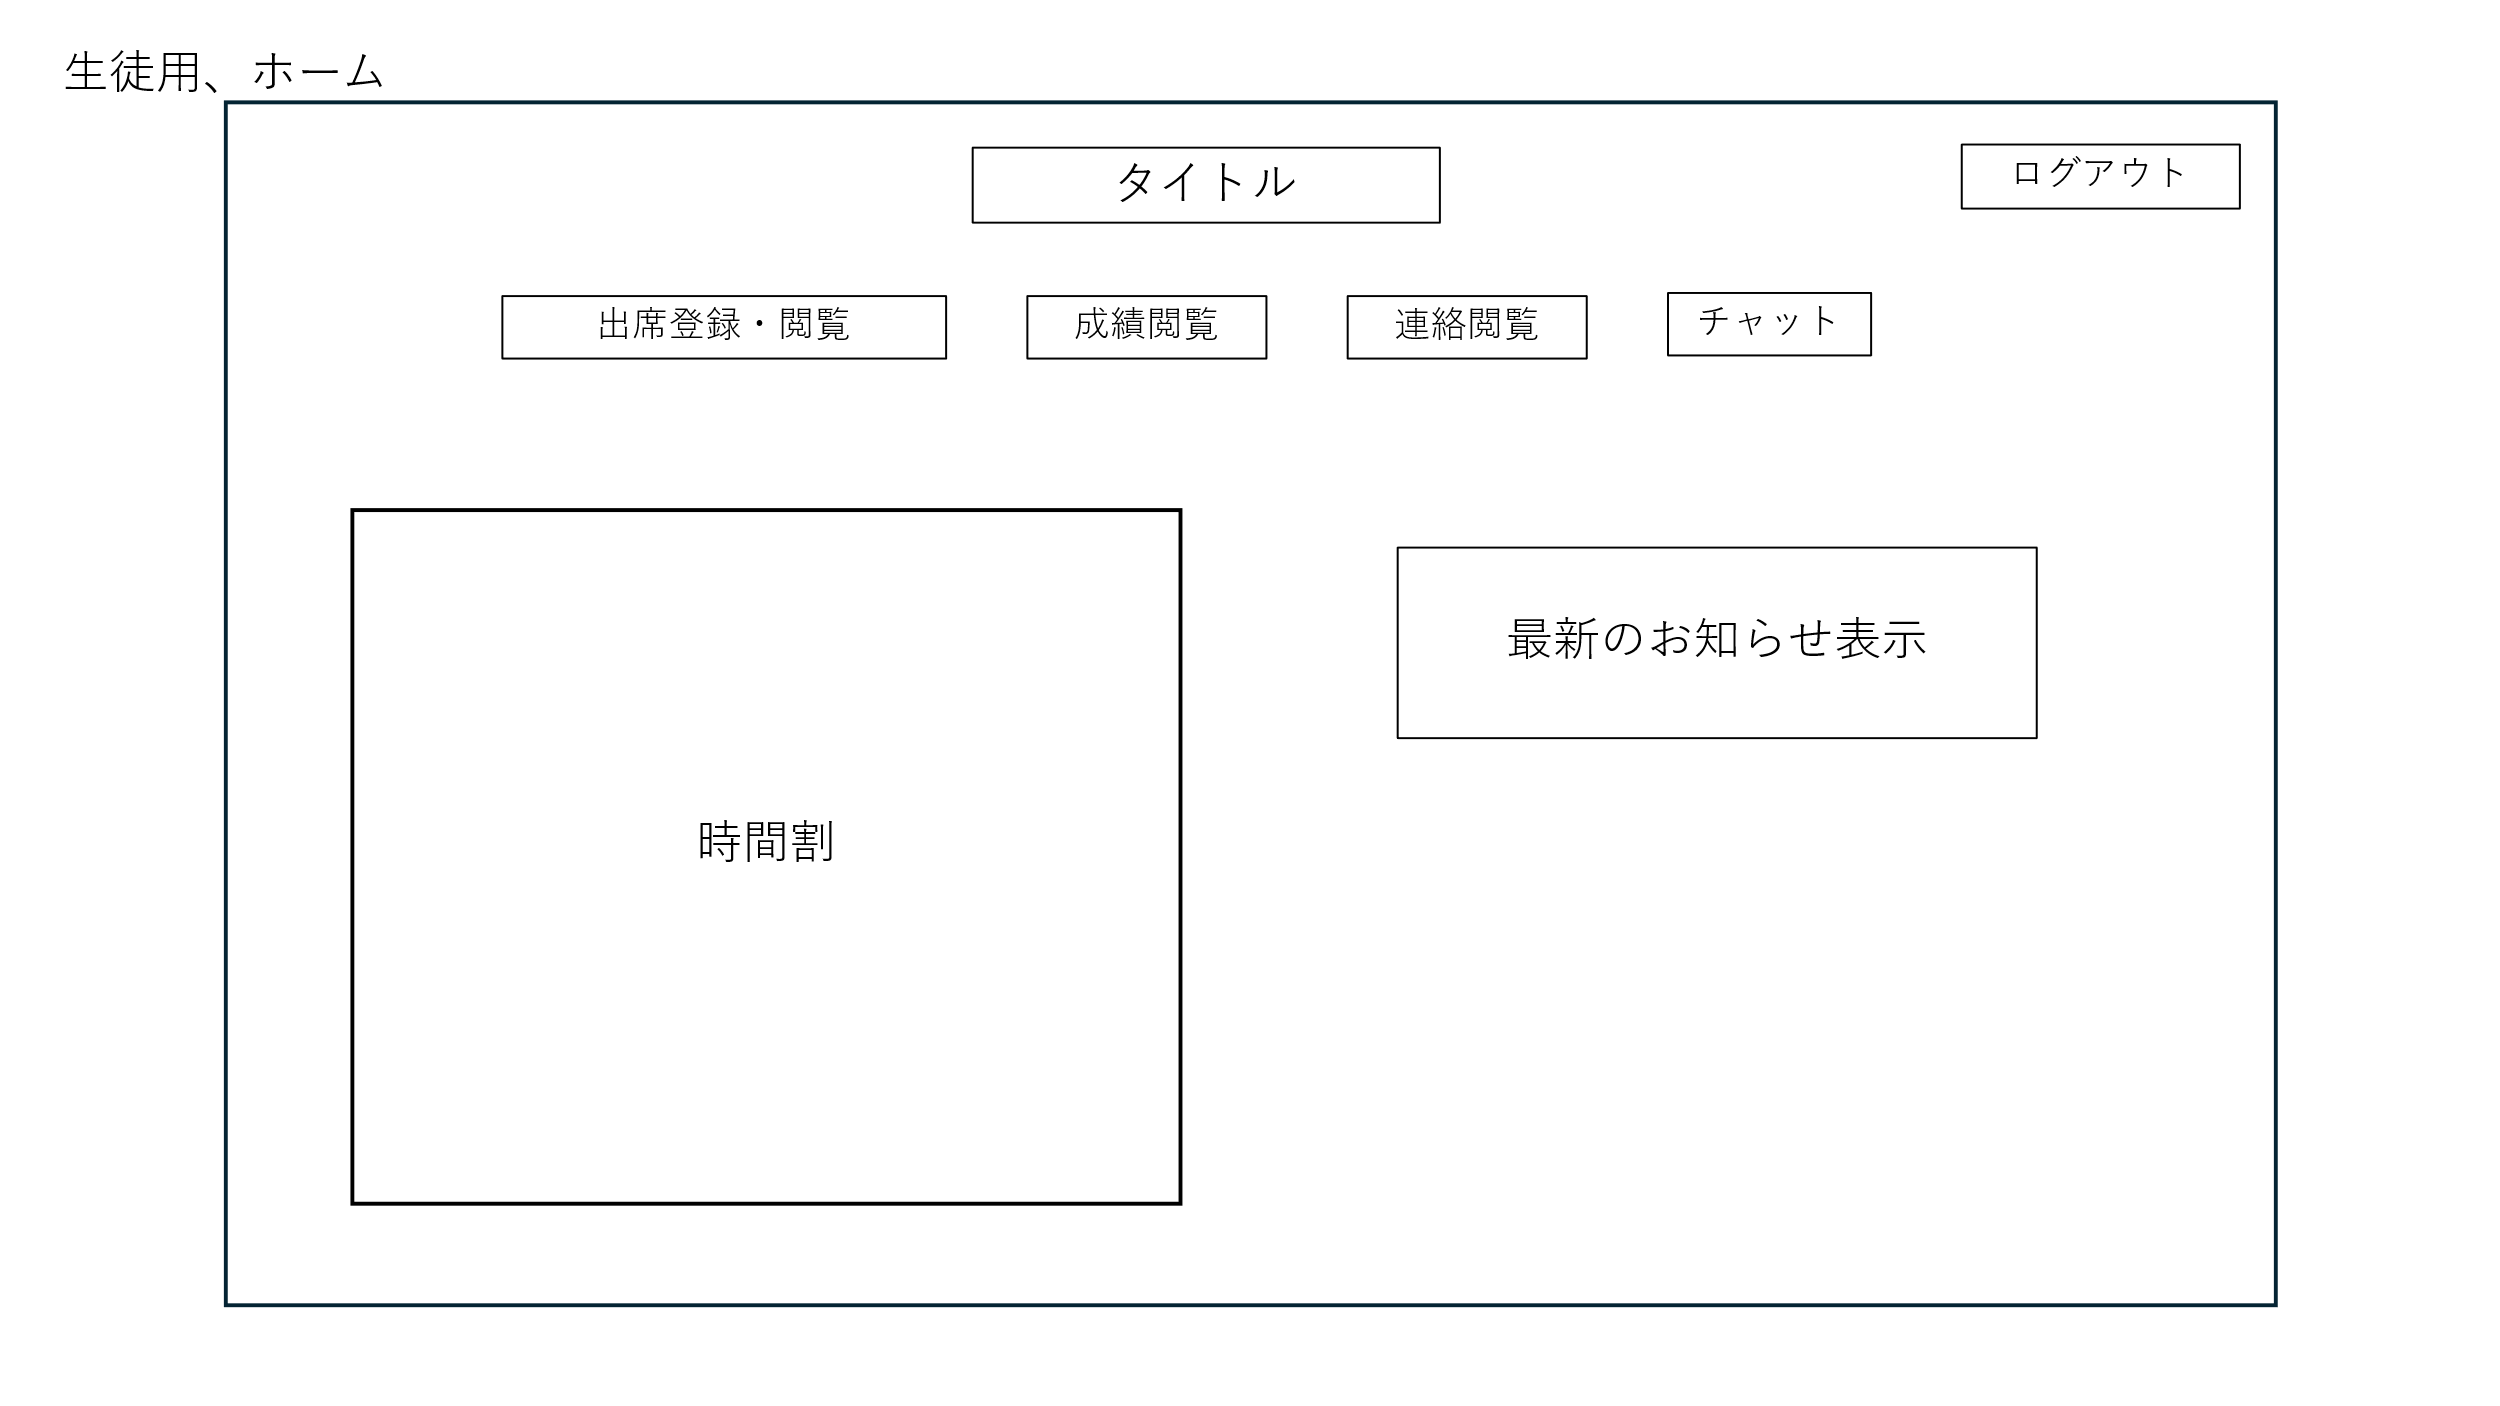 生徒用、ホーム
タイトル
ログアウト
出席登録・閲覧
成績閲覧
連絡閲覧
チャット
最新のお知らせ表示
時間割